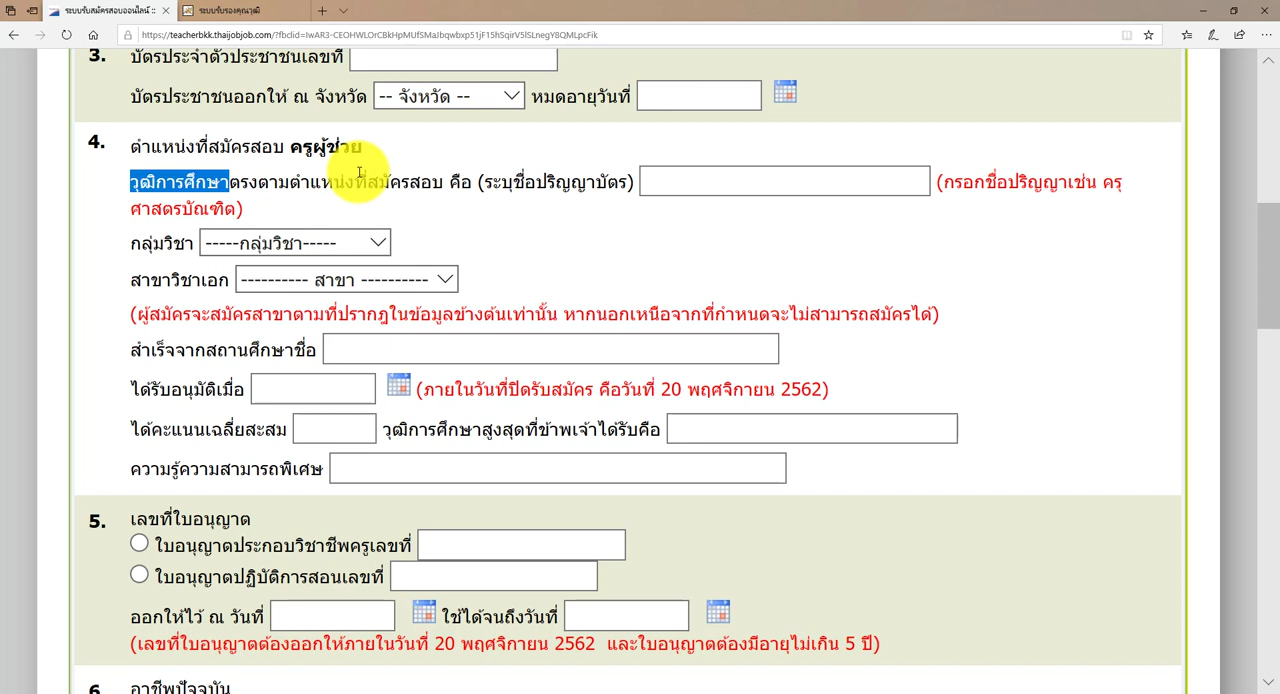 ระบบรับสมัครสอบออนไลน์ ::
ระบบรับรองคุณวุฒิ
https://teacherbkk.thaijobjob.com/?fbclid=IwAR3-CEOHWLOrCBkHpMUfSMaJbqwbxp51jF15hSqirV5lSLnegY8QMLpcFik
3. บัตรประจำตัวประชาชนเลขที่
บัตรประชาชนออกให้ ณ จังหวัด -- จังหวัด -- หมดอายุวันที่
4. ตำแหน่งที่สมัครสอบ ครูผู้ช่วย
วุฒิการศึกษาตรงตามตำแหน่งที่สมัครสอบ คือ (ระบุชื่อปริญญาบัตร) (กรอกชื่อปริญญาเช่น ครุ
ศาสตรบัณฑิต)
กลุ่มวิชา -----กลุ่มวิชา-----
สาขาวิชาเอก ---------- สาขา ----------
(ผู้สมัครจะสมัครสาขาตามที่ปรากฏในข้อมูลข้างต้นเท่านั้น หากนอกเหนือจากที่กำหนดจะไม่สามารถสมัครได้)
สำเร็จจากสถานศึกษาชื่อ
ได้รับอนุมัติเมื่อ (ภายในวันที่ปิดรับสมัคร คือวันที่ 20 พฤศจิกายน 2562)
ได้คะแนนเฉลี่ยสะสม วุฒิการศึกษาสูงสุดที่ข้าพเจ้าได้รับคือ
ความรู้ความสามารถพิเศษ
5. เลขที่ใบอนุญาต
ใบอนุญาตประกอบวิชาชีพครูเลขที่
ใบอนุญาตปฏิบัติการสอนเลขที่
ออกให้ไว้ ณ วันที่ ใช้ได้จนถึงวันที่
(เลขที่ใบอนุญาตต้องออกให้ภายในวันที่ 20 พฤศจิกายน 2562 และใบอนุญาตต้องมีอายุไม่เกิน 5 ปี)
6. อาชีพปัจจุบัน